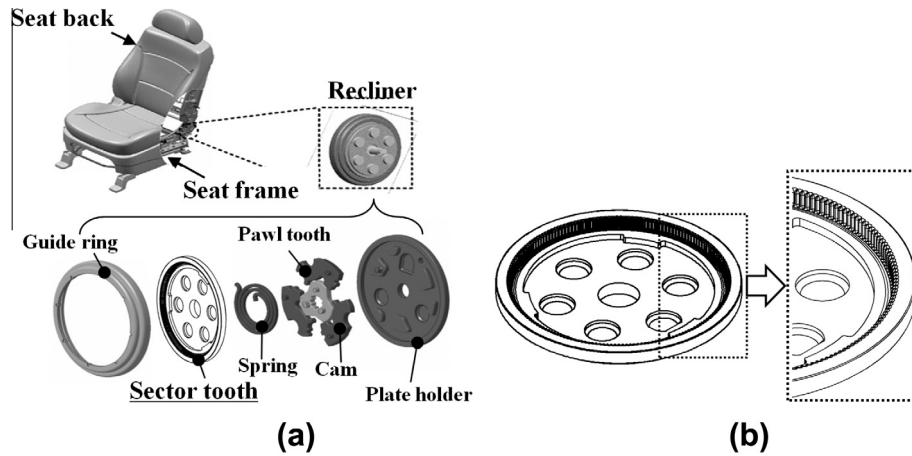 Seat back
Recliner
Seat frame
Guide ring
Pawl tooth
Spring
Cam
Sector tooth
Plate holder
(a)
(b)